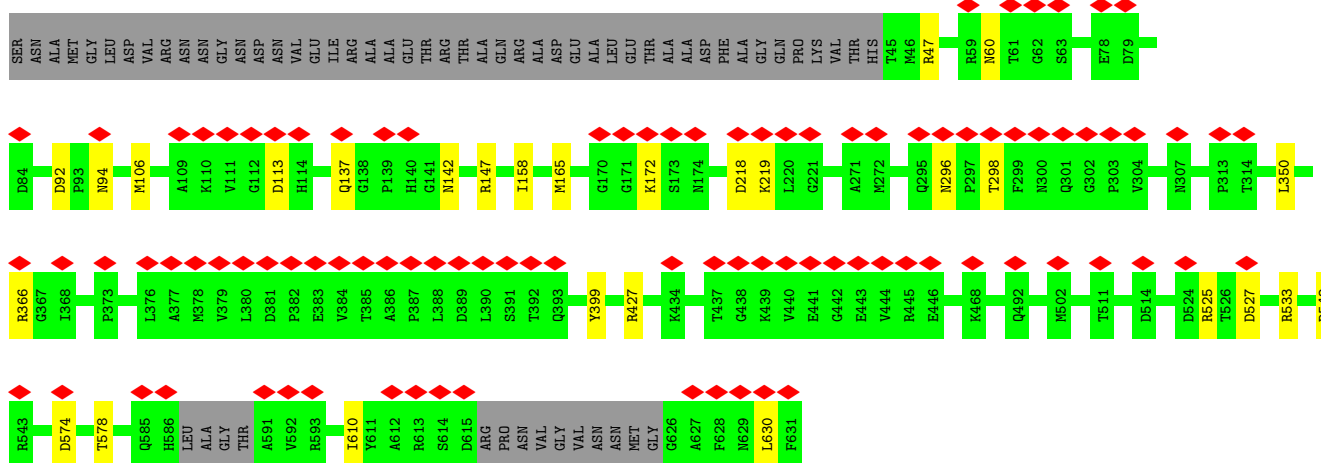 SER ASN ALA MET GLY LEU ASP VAL ARG ASN ASN GLY ASN ASP ASN VAL GLU ILE ARG ALA ALA GLU THR ARG THR ALA GLN ARG ALA ASP GLU ALA LEU GLU THR ALA ALA ASP PHE ALA GLY GLN PRO LYS VAL THR HIS T45 M46 R47 R59 N60 T61 G62 S63 E78 D79
D84 D92 P93 N94 M106 A109 K110 V111 G112 D113 H114 Q137 G138 P139 H140 G141 N142 R147 I158 M165 G170 G171 K172 S173 N174 D218 K219 L220 G221 A271 M272 Q295 N296 P297 T298 F299 N300 Q301 G302 P303 V304 N307 P313 T314 L350
R366 G367 I368 P373 L376 A377 M378 V379 L380 D381 P382 E383 V384 T385 A386 P387 L388 D389 L390 S391 T392 Q393 Y399 R427 K434 T437 G438 K439 V440 E441 G442 E443 V444 R445 E446 K468 Q492 M502 T511 D514 D524 R525 T526 D527 R533
R543 D574 T578 Q585 H586 LEU ALA GLY THR A591 V592 R593 I610 Y611 A612 R613 S614 D615 ARG PRO ASN VAL GLY VAL ASN ASN MET GLY G626 A627 F628 N629 L630 F631